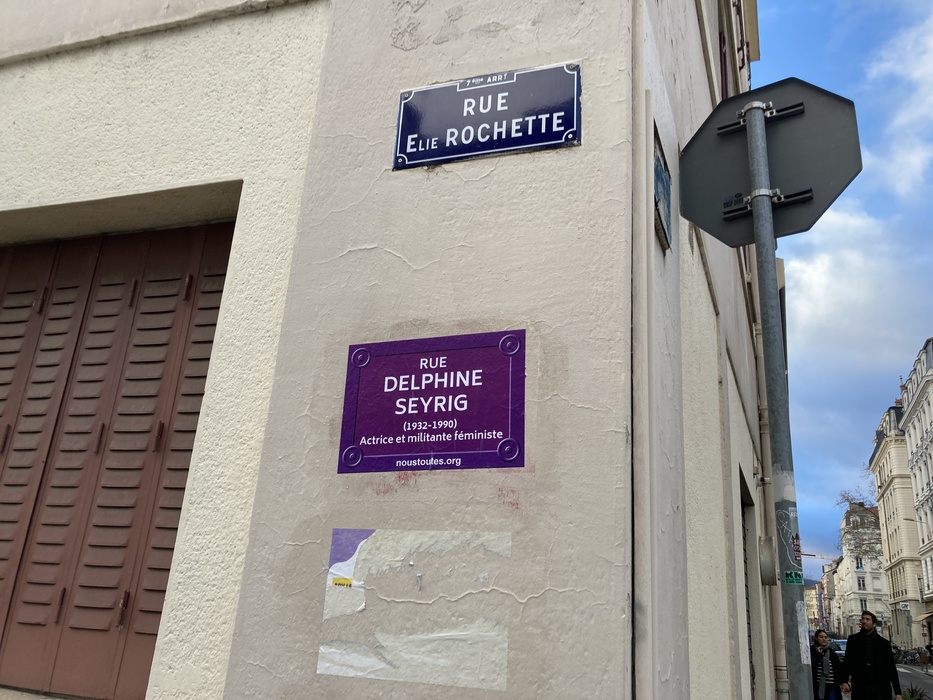 7ème ARRT
RUE
ELIE ROCHETTE
RUE
DELPHINE
SEYRIG
(1932-1990)
Actrice et militante féministe
noustoutes.org